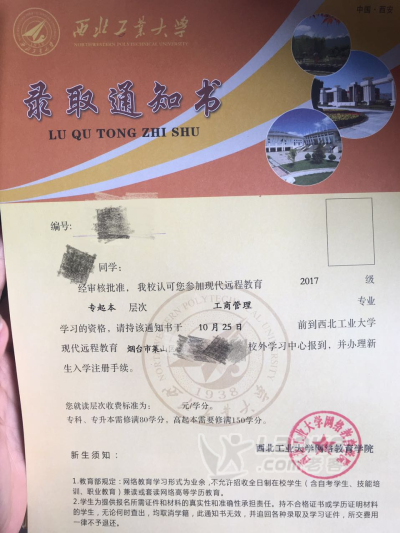 中国·西安
西北工业大学
NORTHWESTERN POLYTECHNICAL UNIVERSITY
录取通知书
LU QU TONG ZHI SHU
编号:
同学:
经审核批准，我校认可您参加现代远程教育 2017 级
专起本 层次 工商管理 专业
学习的资格，请持该通知书于 10月25日 前到西北工业大学
现代远程教育 烟台市莱山 校外学习中心报到，并办理新
生入学注册手续。
您就读层次收费标准为: 元/学分。
专科、专升本需修满80学分，高起本需要修满150学分。
西北工业大学网络教育学院
新生须知:
1.教育部规定：网络教育学习形式为业余，不允许招收全日制在校学生（含自考学生、技能培
训、职业教育）兼读或套读网络高等学历教育。
2.学生为提供报名所需证件和材料的真实性和准确性承担责任。持不合格证书或学历证明材料
的学生，无论何时查出，均取消学籍，此通知书无效，并追回各种录取及学习证件，所交费用
一律不予退还。